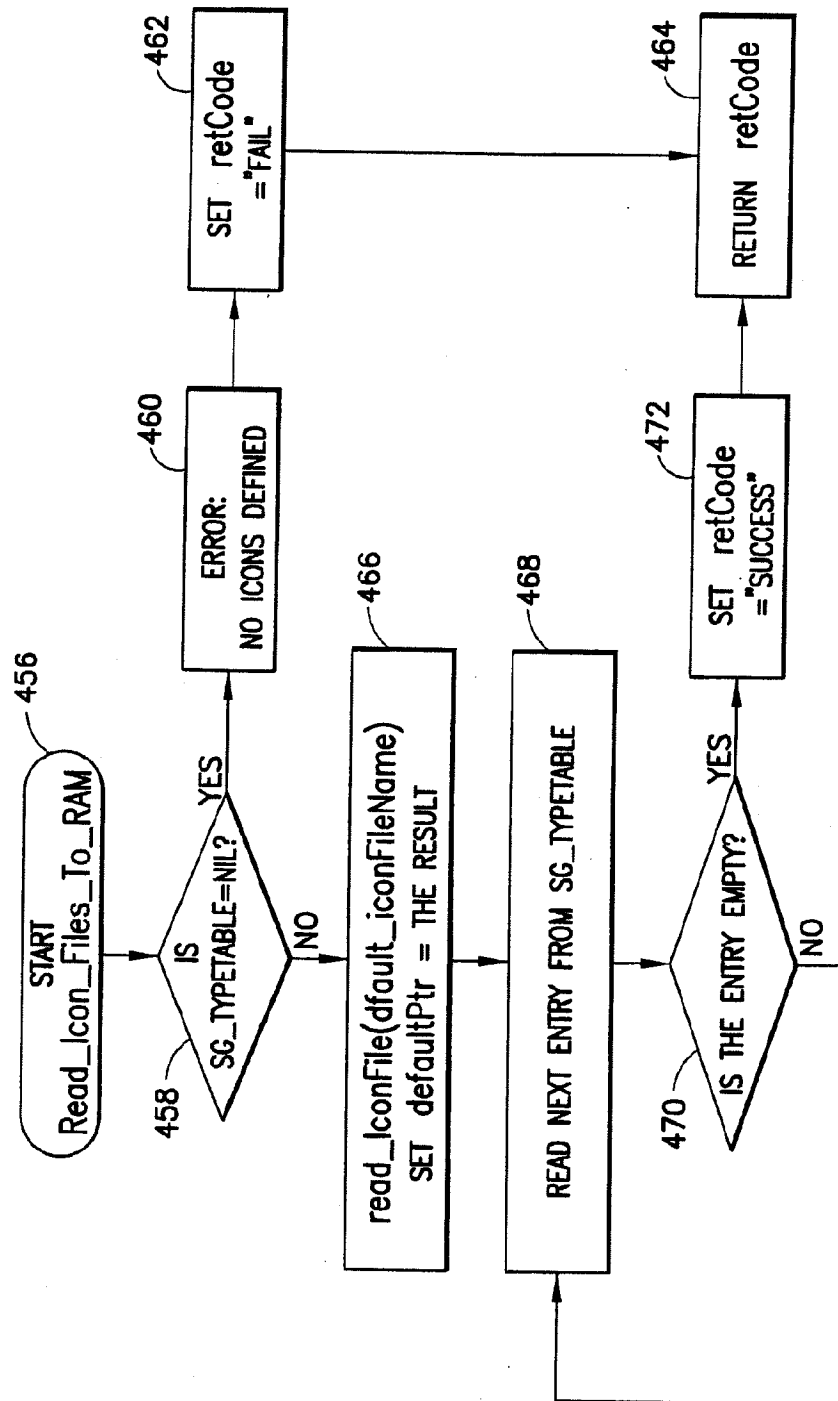 456
START
Read_Icon_Files_To_RAM
458
IS
SG_TYPETABLE=NIL?
YES
NO
460
ERROR:
NO ICONS DEFINED
462
SET retCode
="FAIL"
466
read_IconFile(dfault_iconFileName)
SET defaultPtr = THE RESULT
468
READ NEXT ENTRY FROM SG_TYPETABLE
470
IS THE ENTRY EMPTY?
YES
NO
472
SET retCode
="SUCCESS"
464
RETURN retCode